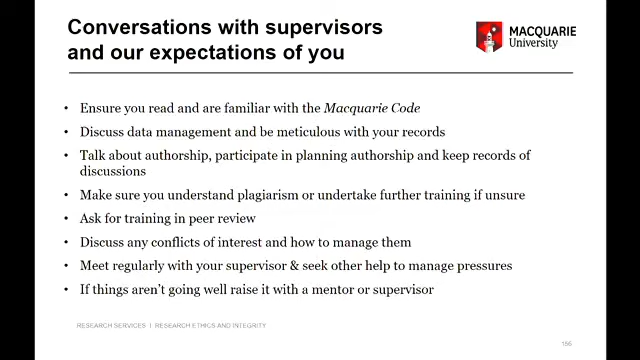 Conversations with supervisors
and our expectations of you
MACQUARIE
University
• Ensure you read and are familiar with the Macquarie Code
• Discuss data management and be meticulous with your records
• Talk about authorship, participate in planning authorship and keep records of
discussions
• Make sure you understand plagiarism or undertake further training if unsure
• Ask for training in peer review
• Discuss any conflicts of interest and how to manage them
• Meet regularly with your supervisor & seek other help to manage pressures
• If things aren't going well raise it with a mentor or supervisor
RESEARCH SERVICES | RESEARCH ETHICS AND INTEGRITY
156